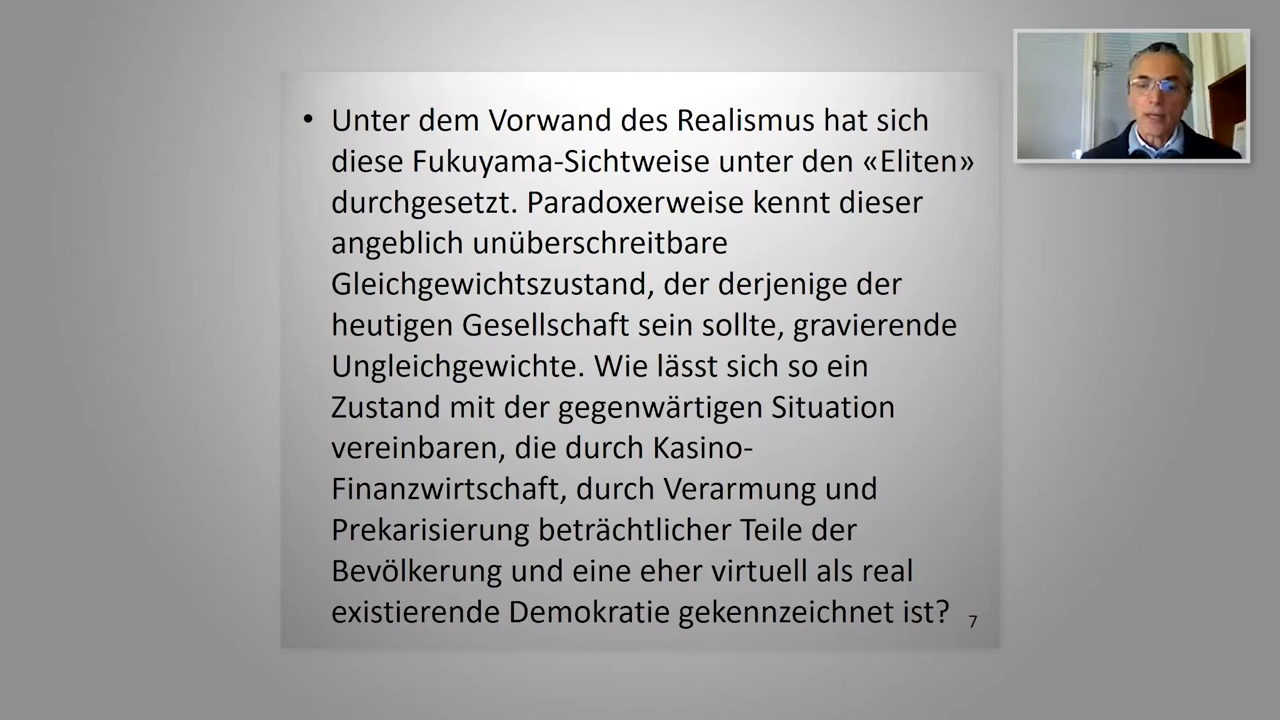 • Unter dem Vorwand des Realismus hat sich
diese Fukuyama-Sichtweise unter den «Eliten»
durchgesetzt. Paradoxerweise kennt dieser
angeblich unüberschreitbare
Gleichgewichtszustand, der derjenige der
heutigen Gesellschaft sein sollte, gravierende
Ungleichgewichte. Wie lässt sich so ein
Zustand mit der gegenwärtigen Situation
vereinbaren, die durch Kasino-
Finanzwirtschaft, durch Verarmung und
Prekarisierung beträchtlicher Teile der
Bevölkerung und eine eher virtuell als real
existierende Demokratie gekennzeichnet ist?
7